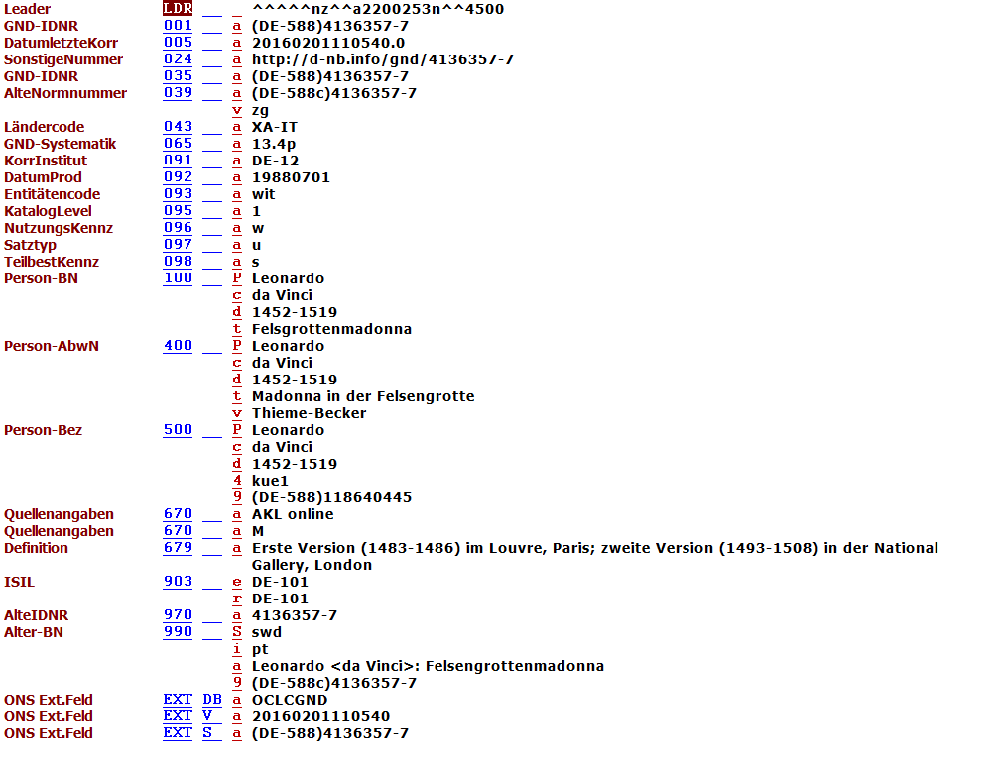 Leader LDR ^^^^^nz^^a2200253n^^4500
GND-IDNR 001 a (DE-588)4136357-7
DatumletzteKorr 005 a 20160201110540.0
SonstigeNummer 024 a http://d-nb.info/gnd/4136357-7
GND-IDNR 035 a (DE-588)4136357-7
AlteNormnummer 039 a (DE-588c)4136357-7
v zg
Ländercode 043 a XA-IT
GND-Systematik 065 a 13.4p
KorrInstitut 091 a DE-12
DatumProd 092 a 19880701
Entitätencode 093 a wit
KatalogLevel 095 a 1
NutzungsKennz 096 a w
Satztyp 097 a u
TeilbestKennz 098 a s
Person-BN 100 P Leonardo
c da Vinci
d 1452-1519
t Felsgrottenmadonna
Person-AbwN 400 P Leonardo
c da Vinci
d 1452-1519
t Madonna in der Felsengrotte
v Thieme-Becker
Person-Bez 500 P Leonardo
c da Vinci
d 1452-1519
4 kue1
9 (DE-588)118640445
Quellenangaben 670 a AKL online
Quellenangaben 670 a M
Definition 679 a Erste Version (1483-1486) im Louvre, Paris; zweite Version (1493-1508) in der National
Gallery, London
ISIL 903 e DE-101
r DE-101
AlteIDNR 970 a 4136357-7
Alter-BN 990 S swd
i pt
a Leonardo <da Vinci>: Felsengrottenmadonna
9 (DE-588c)4136357-7
ONS Ext.Feld EXT DB a OCLCGND
ONS Ext.Feld EXT V a 20160201110540
ONS Ext.Feld EXT S a (DE-588)4136357-7